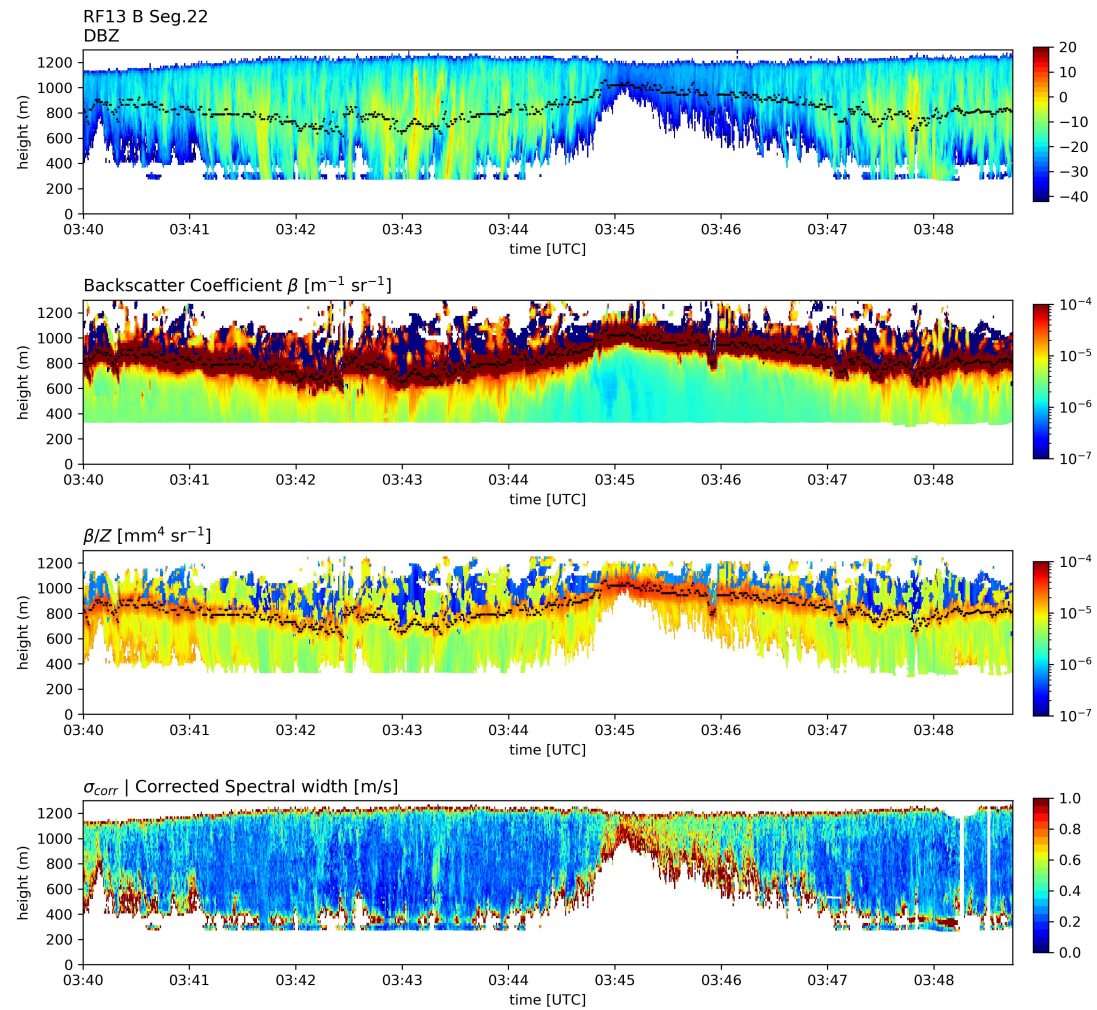 RF13 B Seg.22
DBZ
height (m)
1200
1000
800
600
400
200
0
03:40 03:41 03:42 03:43 03:44 03:45 03:46 03:47 03:48
time [UTC]
20
10
0
−10
−20
−30
−40
Backscatter Coefficient β [m⁻¹ sr⁻¹]
height (m)
1200
1000
800
600
400
200
0
03:40 03:41 03:42 03:43 03:44 03:45 03:46 03:47 03:48
time [UTC]
10⁻⁴
10⁻⁵
10⁻⁶
10⁻⁷
β/Z [mm⁴ sr⁻¹]
height (m)
1200
1000
800
600
400
200
0
03:40 03:41 03:42 03:43 03:44 03:45 03:46 03:47 03:48
time [UTC]
10⁻⁴
10⁻⁵
10⁻⁶
10⁻⁷
σcorr | Corrected Spectral width [m/s]
height (m)
1200
1000
800
600
400
200
0
03:40 03:41 03:42 03:43 03:44 03:45 03:46 03:47 03:48
time [UTC]
1.0
0.8
0.6
0.4
0.2
0.0